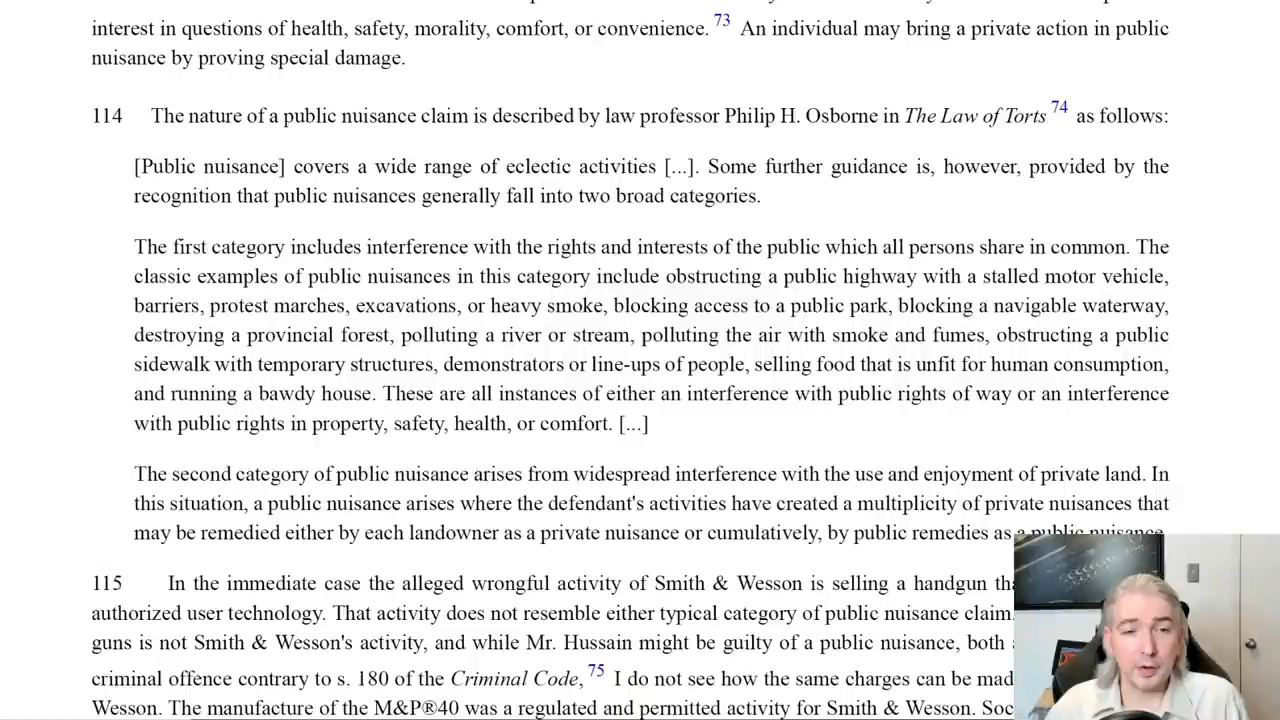 interest in questions of health, safety, morality, comfort, or convenience. 73 An individual may bring a private action in public
nuisance by proving special damage.
114 The nature of a public nuisance claim is described by law professor Philip H. Osborne in The Law of Torts 74 as follows:
[Public nuisance] covers a wide range of eclectic activities [...]. Some further guidance is, however, provided by the
recognition that public nuisances generally fall into two broad categories.
The first category includes interference with the rights and interests of the public which all persons share in common. The
classic examples of public nuisances in this category include obstructing a public highway with a stalled motor vehicle,
barriers, protest marches, excavations, or heavy smoke, blocking access to a public park, blocking a navigable waterway,
destroying a provincial forest, polluting a river or stream, polluting the air with smoke and fumes, obstructing a public
sidewalk with temporary structures, demonstrators or line-ups of people, selling food that is unfit for human consumption,
and running a bawdy house. These are all instances of either an interference with public rights of way or an interference
with public rights in property, safety, health, or comfort. [...]
The second category of public nuisance arises from widespread interference with the use and enjoyment of private land. In
this situation, a public nuisance arises where the defendant's activities have created a multiplicity of private nuisances that
may be remedied either by each landowner as a private nuisance or cumulatively, by public remedies as a public nuisance.
115 In the immediate case the alleged wrongful activity of Smith & Wesson is selling a handgun
authorized user technology. That activity does not resemble either typical category of public nuisance claim.
guns is not Smith & Wesson's activity, and while Mr. Hussain might be guilty of a public nuisance, both
criminal offence contrary to s. 180 of the Criminal Code, 75 I do not see how the same charges can be
Wesson. The manufacture of the M&P®40 was a regulated and permitted activity for Smith & Wesson.